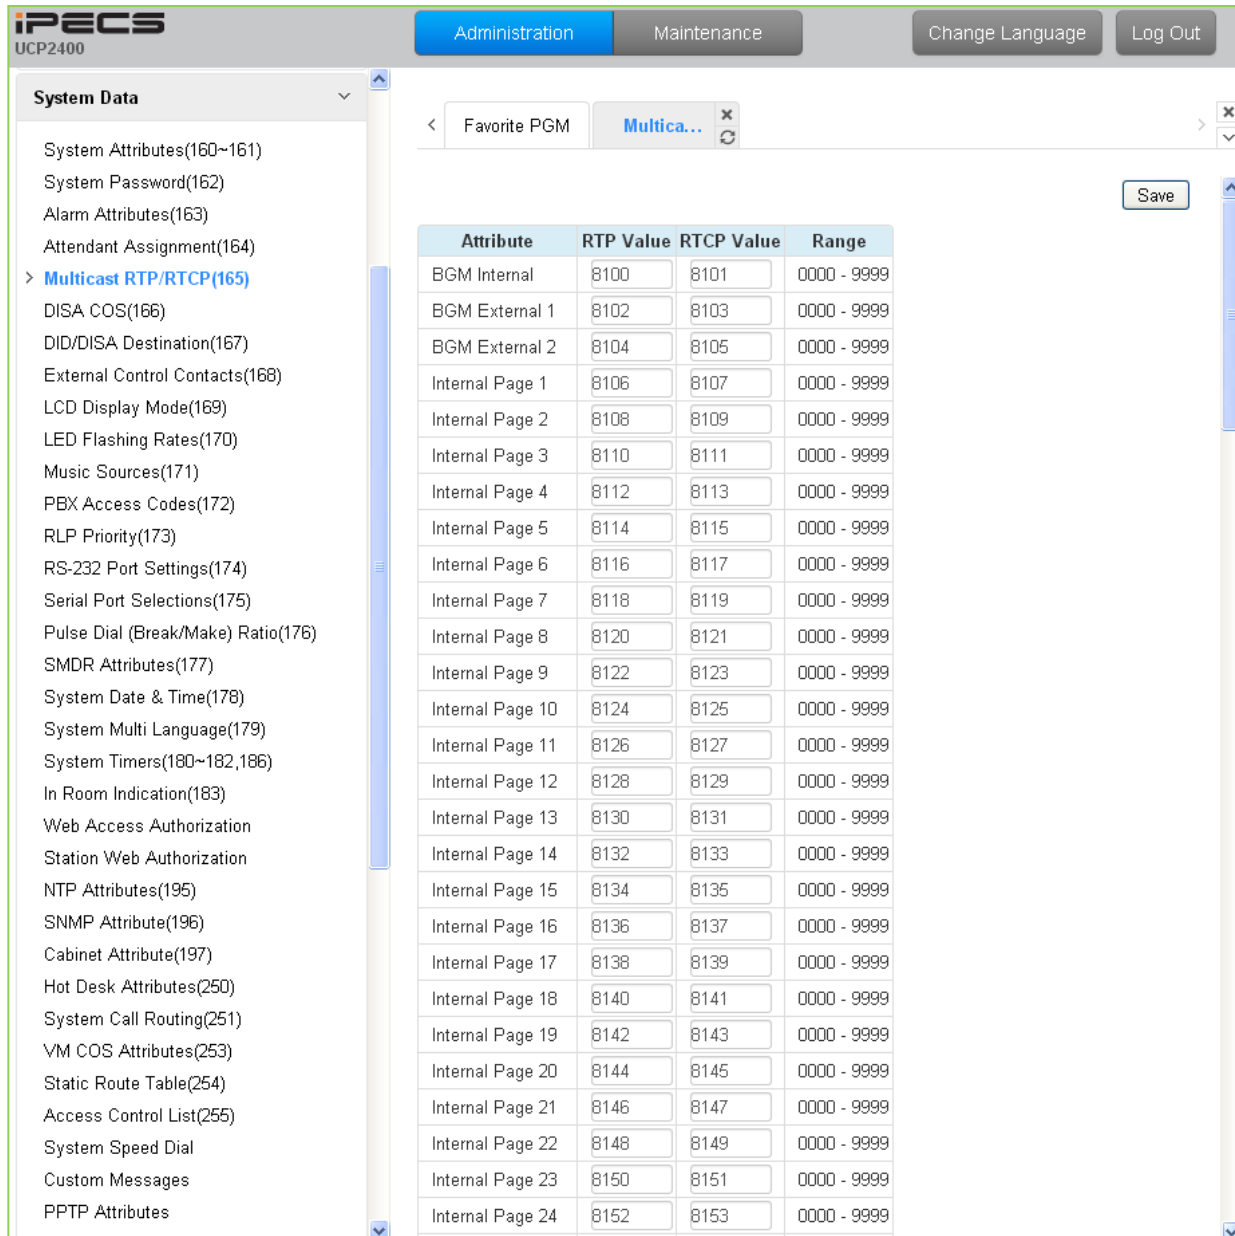 iPECS
UCP2400
Administration
Maintenance
Change Language
Log Out
System Data
System Attributes(160~161)
System Password(162)
Alarm Attributes(163)
Attendant Assignment(164)
Multicast RTP/RTCP(165)
DISA COS(166)
DID/DISA Destination(167)
External Control Contacts(168)
LCD Display Mode(169)
LED Flashing Rates(170)
Music Sources(171)
PBX Access Codes(172)
RLP Priority(173)
RS-232 Port Settings(174)
Serial Port Selections(175)
Pulse Dial (Break/Make) Ratio(176)
SMDR Attributes(177)
System Date & Time(178)
System Multi Language(179)
System Timers(180~182,186)
In Room Indication(183)
Web Access Authorization
Station Web Authorization
NTP Attributes(195)
SNMP Attribute(196)
Cabinet Attribute(197)
Hot Desk Attributes(250)
System Call Routing(251)
VM COS Attributes(253)
Static Route Table(254)
Access Control List(255)
System Speed Dial
Custom Messages
PPTP Attributes
Favorite PGM
Multica...
Save
Attribute RTP Value RTCP Value Range
BGM Internal 8100 8101 0000 - 9999
BGM External 1 8102 8103 0000 - 9999
BGM External 2 8104 8105 0000 - 9999
Internal Page 1 8106 8107 0000 - 9999
Internal Page 2 8108 8109 0000 - 9999
Internal Page 3 8110 8111 0000 - 9999
Internal Page 4 8112 8113 0000 - 9999
Internal Page 5 8114 8115 0000 - 9999
Internal Page 6 8116 8117 0000 - 9999
Internal Page 7 8118 8119 0000 - 9999
Internal Page 8 8120 8121 0000 - 9999
Internal Page 9 8122 8123 0000 - 9999
Internal Page 10 8124 8125 0000 - 9999
Internal Page 11 8126 8127 0000 - 9999
Internal Page 12 8128 8129 0000 - 9999
Internal Page 13 8130 8131 0000 - 9999
Internal Page 14 8132 8133 0000 - 9999
Internal Page 15 8134 8135 0000 - 9999
Internal Page 16 8136 8137 0000 - 9999
Internal Page 17 8138 8139 0000 - 9999
Internal Page 18 8140 8141 0000 - 9999
Internal Page 19 8142 8143 0000 - 9999
Internal Page 20 8144 8145 0000 - 9999
Internal Page 21 8146 8147 0000 - 9999
Internal Page 22 8148 8149 0000 - 9999
Internal Page 23 8150 8151 0000 - 9999
Internal Page 24 8152 8153 0000 - 9999